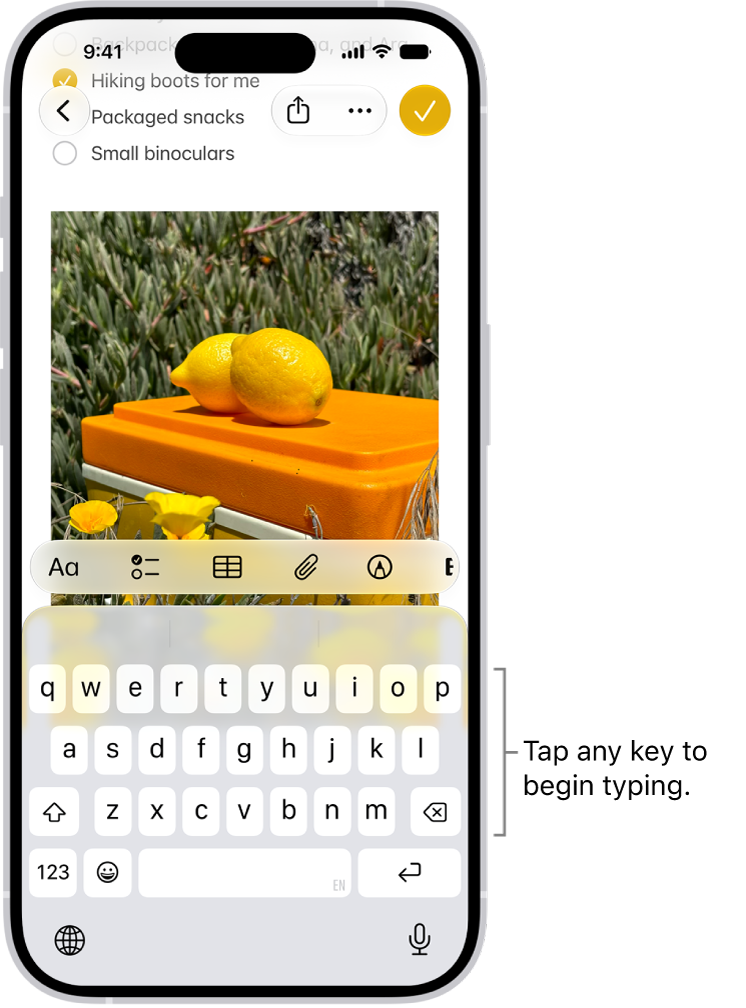 9:41
Backpack
Hiking boots for me
Packaged snacks
Small binoculars
Aa
q w e r t y u i o p
a s d f g h j k l
z x c v b n m
123
EN
Tap any key to
begin typing.